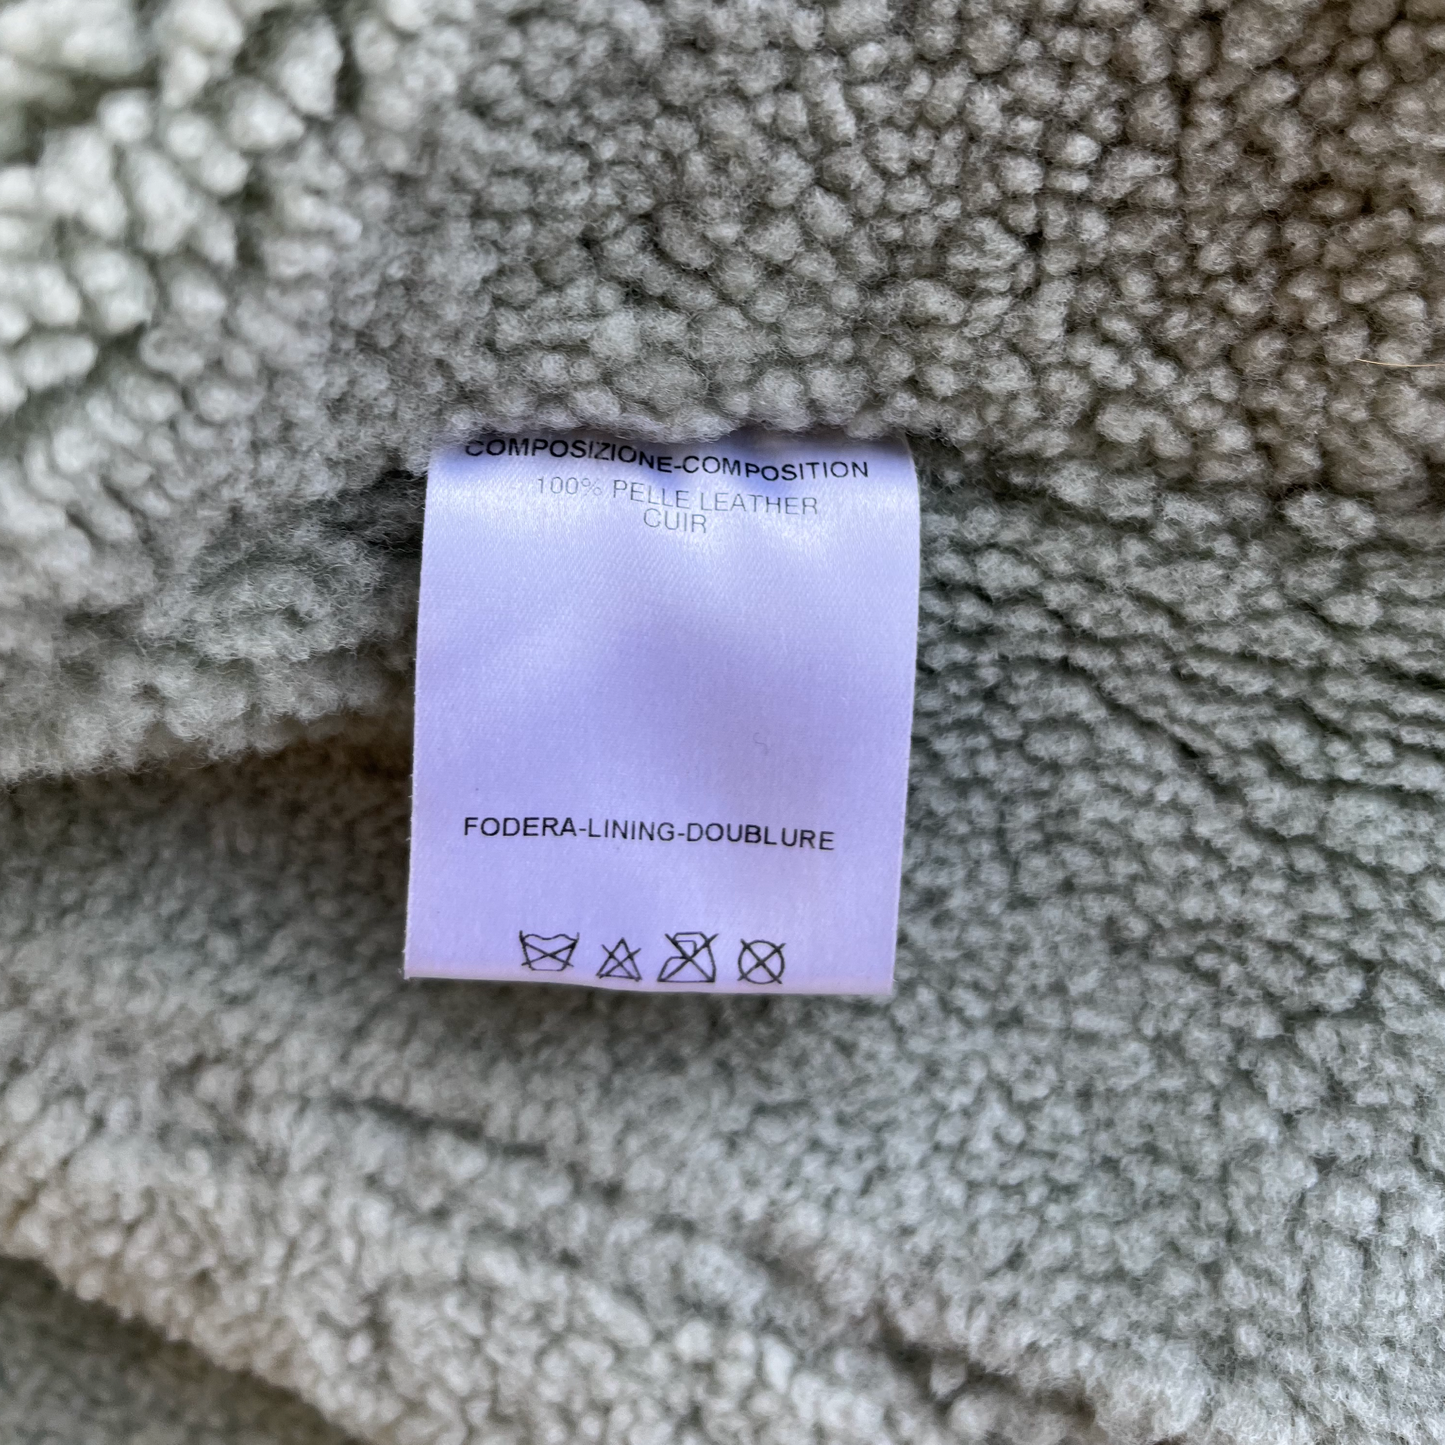 COMPOSIZIONE-COMPOSITION
100% PELLE LEATHER
CUIR
FODERA-LINING-DOUBLURE